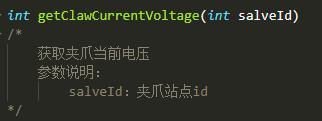 int getClawCurrentVoltage(int salveId)
/*
获取夹爪当前电压
参数说明:
salveId: 夹爪站点id
*/